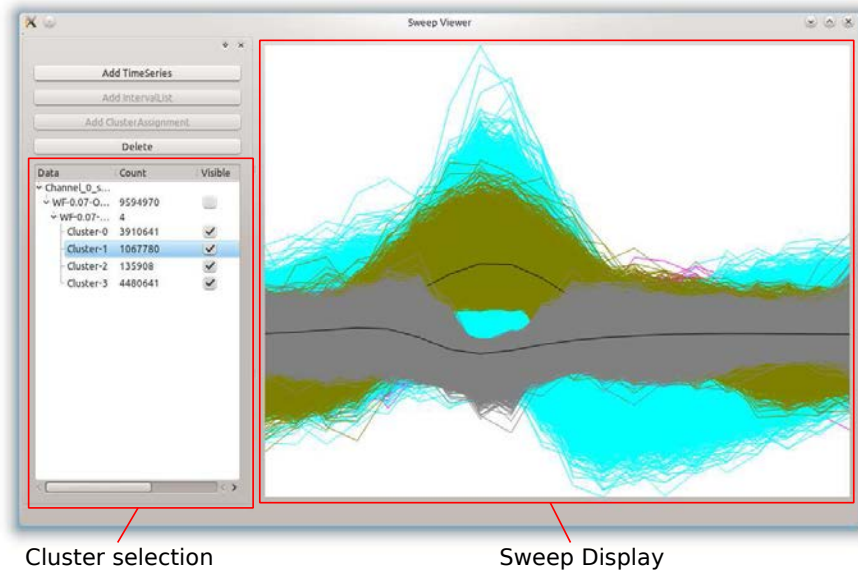 Sweep Viewer
Add TimeSeries
Add IntervalList
Add ClusterAssignment
Delete
Data Count Visible
Channel_0_s...
WF-0.07-O... 9594970
WF-0.07-... 4
Cluster-0 3910641
Cluster-1 1067780
Cluster-2 135908
Cluster-3 4480641
Cluster selection
Sweep Display